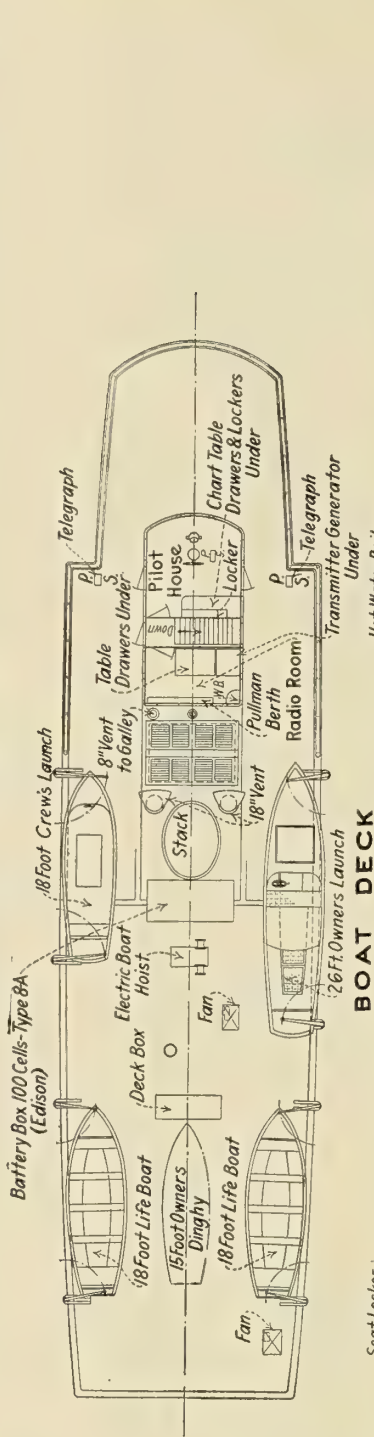 Battery Box 100 Cells-Type 8A
(Edison)
18 Foot Life Boat
15 Foot Owners
Dinghy
18 Foot Life Boat
Fan
Deck Box
Fan
Electric Boat
Hoist
18 Foot Crew's Launch
26 Ft. Owners Launch
Stack
18" Vent
8" Vent
to Galley
Table
Drawers Under
Down
W.B.
Pullman
Berth
Radio Room
Pilot
House
P.
S.
Locker
Chart Table
Drawers & Lockers
Under
Telegraph
P.
S.
P.
S.
Telegraph
Transmitter Generator
Under
BOAT DECK
Seat Locker